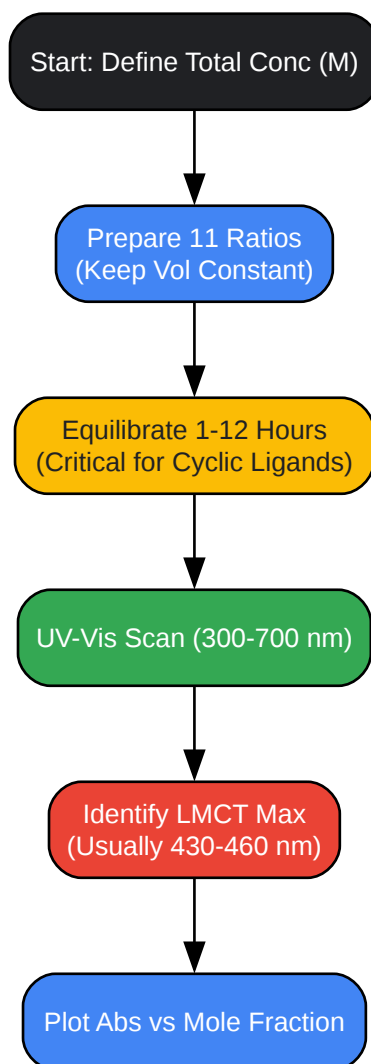 Start: Define Total Conc (M)
Prepare 11 Ratios
(Keep Vol Constant)
Equilibrate 1-12 Hours
(Critical for Cyclic Ligands)
UV-Vis Scan (300-700 nm)
Identify LMCT Max
(Usually 430-460 nm)
Plot Abs vs Mole Fraction